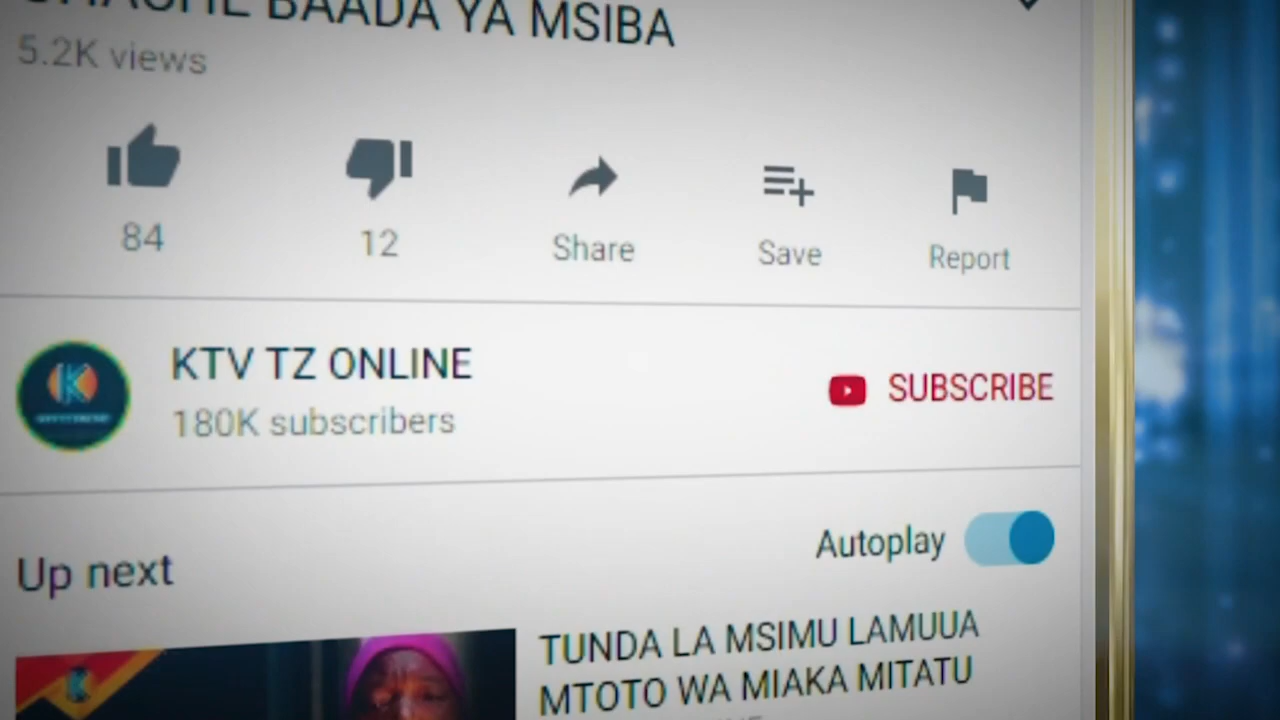 BAADA YA MSIBA
5.2K views
84
12
Share
Save
Report
KTV TZ ONLINE
180K subscribers
SUBSCRIBE
Autoplay
Up next
TUNDA LA MSIMU LAMUUA
MTOTO WA MIAKA MITATU